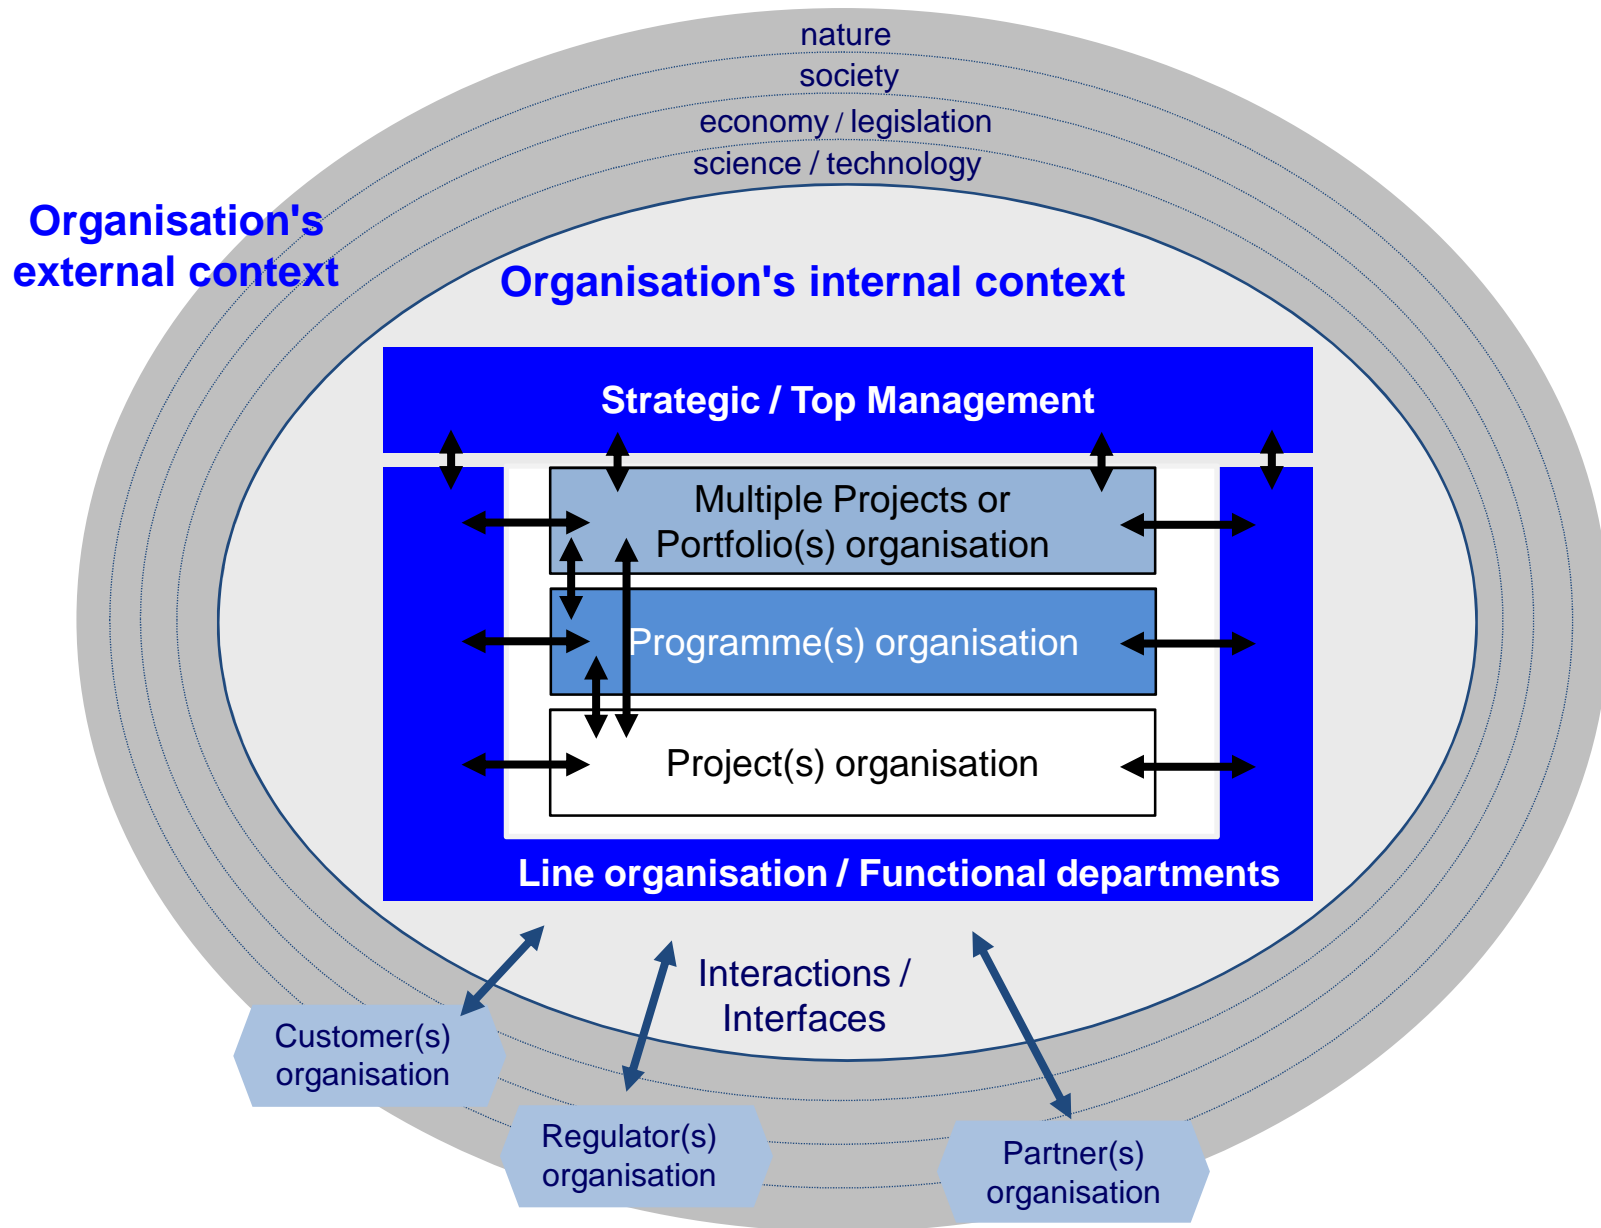 nature
society
economy / legislation
science / technology
Organisation's
external context
Organisation's internal context
Strategic / Top Management
Multiple Projects or
Portfolio(s) organisation
Programme(s) organisation
Project(s) organisation
Line organisation / Functional departments
Interactions /
Interfaces
Customer(s)
organisation
Regulator(s)
organisation
Partner(s)
organisation